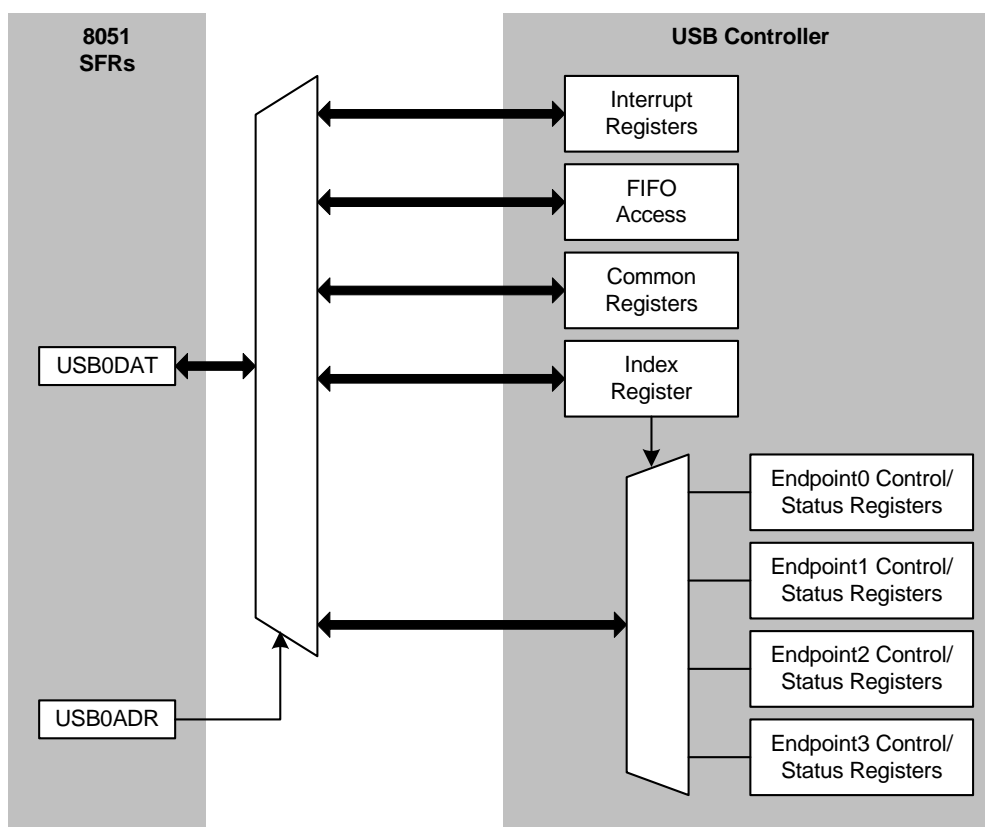 8051
SFRs
USB Controller
Interrupt
Registers
FIFO
Access
Common
Registers
USB0DAT
Index
Register
Endpoint0 Control/
Status Registers
Endpoint1 Control/
Status Registers
Endpoint2 Control/
Status Registers
USB0ADR
Endpoint3 Control/
Status Registers